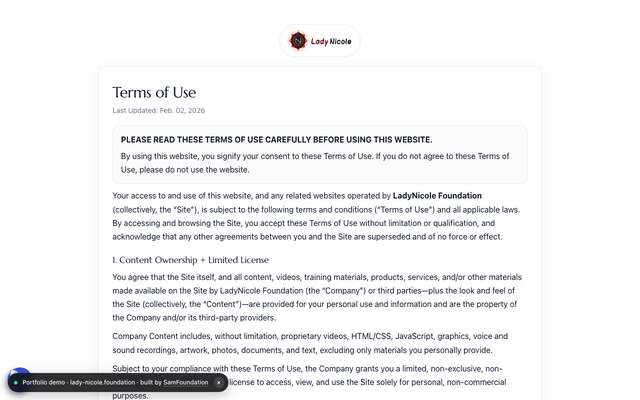 Lady Nicole
Terms of Use
Last Updated: Feb. 02, 2026
PLEASE READ THESE TERMS OF USE CAREFULLY BEFORE USING THIS WEBSITE.
By using this website, you signify your consent to these Terms of Use. If you do not agree to these Terms of
Use, please do not use the website.
Your access to and use of this website, and any related websites operated by LadyNicole Foundation
(collectively, the “Site”), is subject to the following terms and conditions (“Terms of Use”) and all applicable laws.
By accessing and browsing the Site, you accept these Terms of Use without limitation or qualification, and
acknowledge that any other agreements between you and the Site are superseded and of no force or effect.
1. Content Ownership + Limited License
You agree that the Site itself, and all content, videos, training materials, products, services, and/or other materials
made available on the Site by LadyNicole Foundation (the “Company”) or third parties—plus the look and feel of
the Site (collectively, the “Content”)—are provided for your personal use and information and are the property of
the Company and/or its third-party providers.
Company Content includes, without limitation, proprietary videos, HTML/CSS, JavaScript, graphics, voice and
sound recordings, artwork, photos, documents, and text, excluding only materials you personally provide.
Subject to your compliance with these Terms of Use, the Company grants you a limited, non-exclusive, non-
license to access, view, and use the Site solely for personal, non-commercial
purposes.
Portfolio demo · lady-nicole.foundation · built by SamFoundation ×